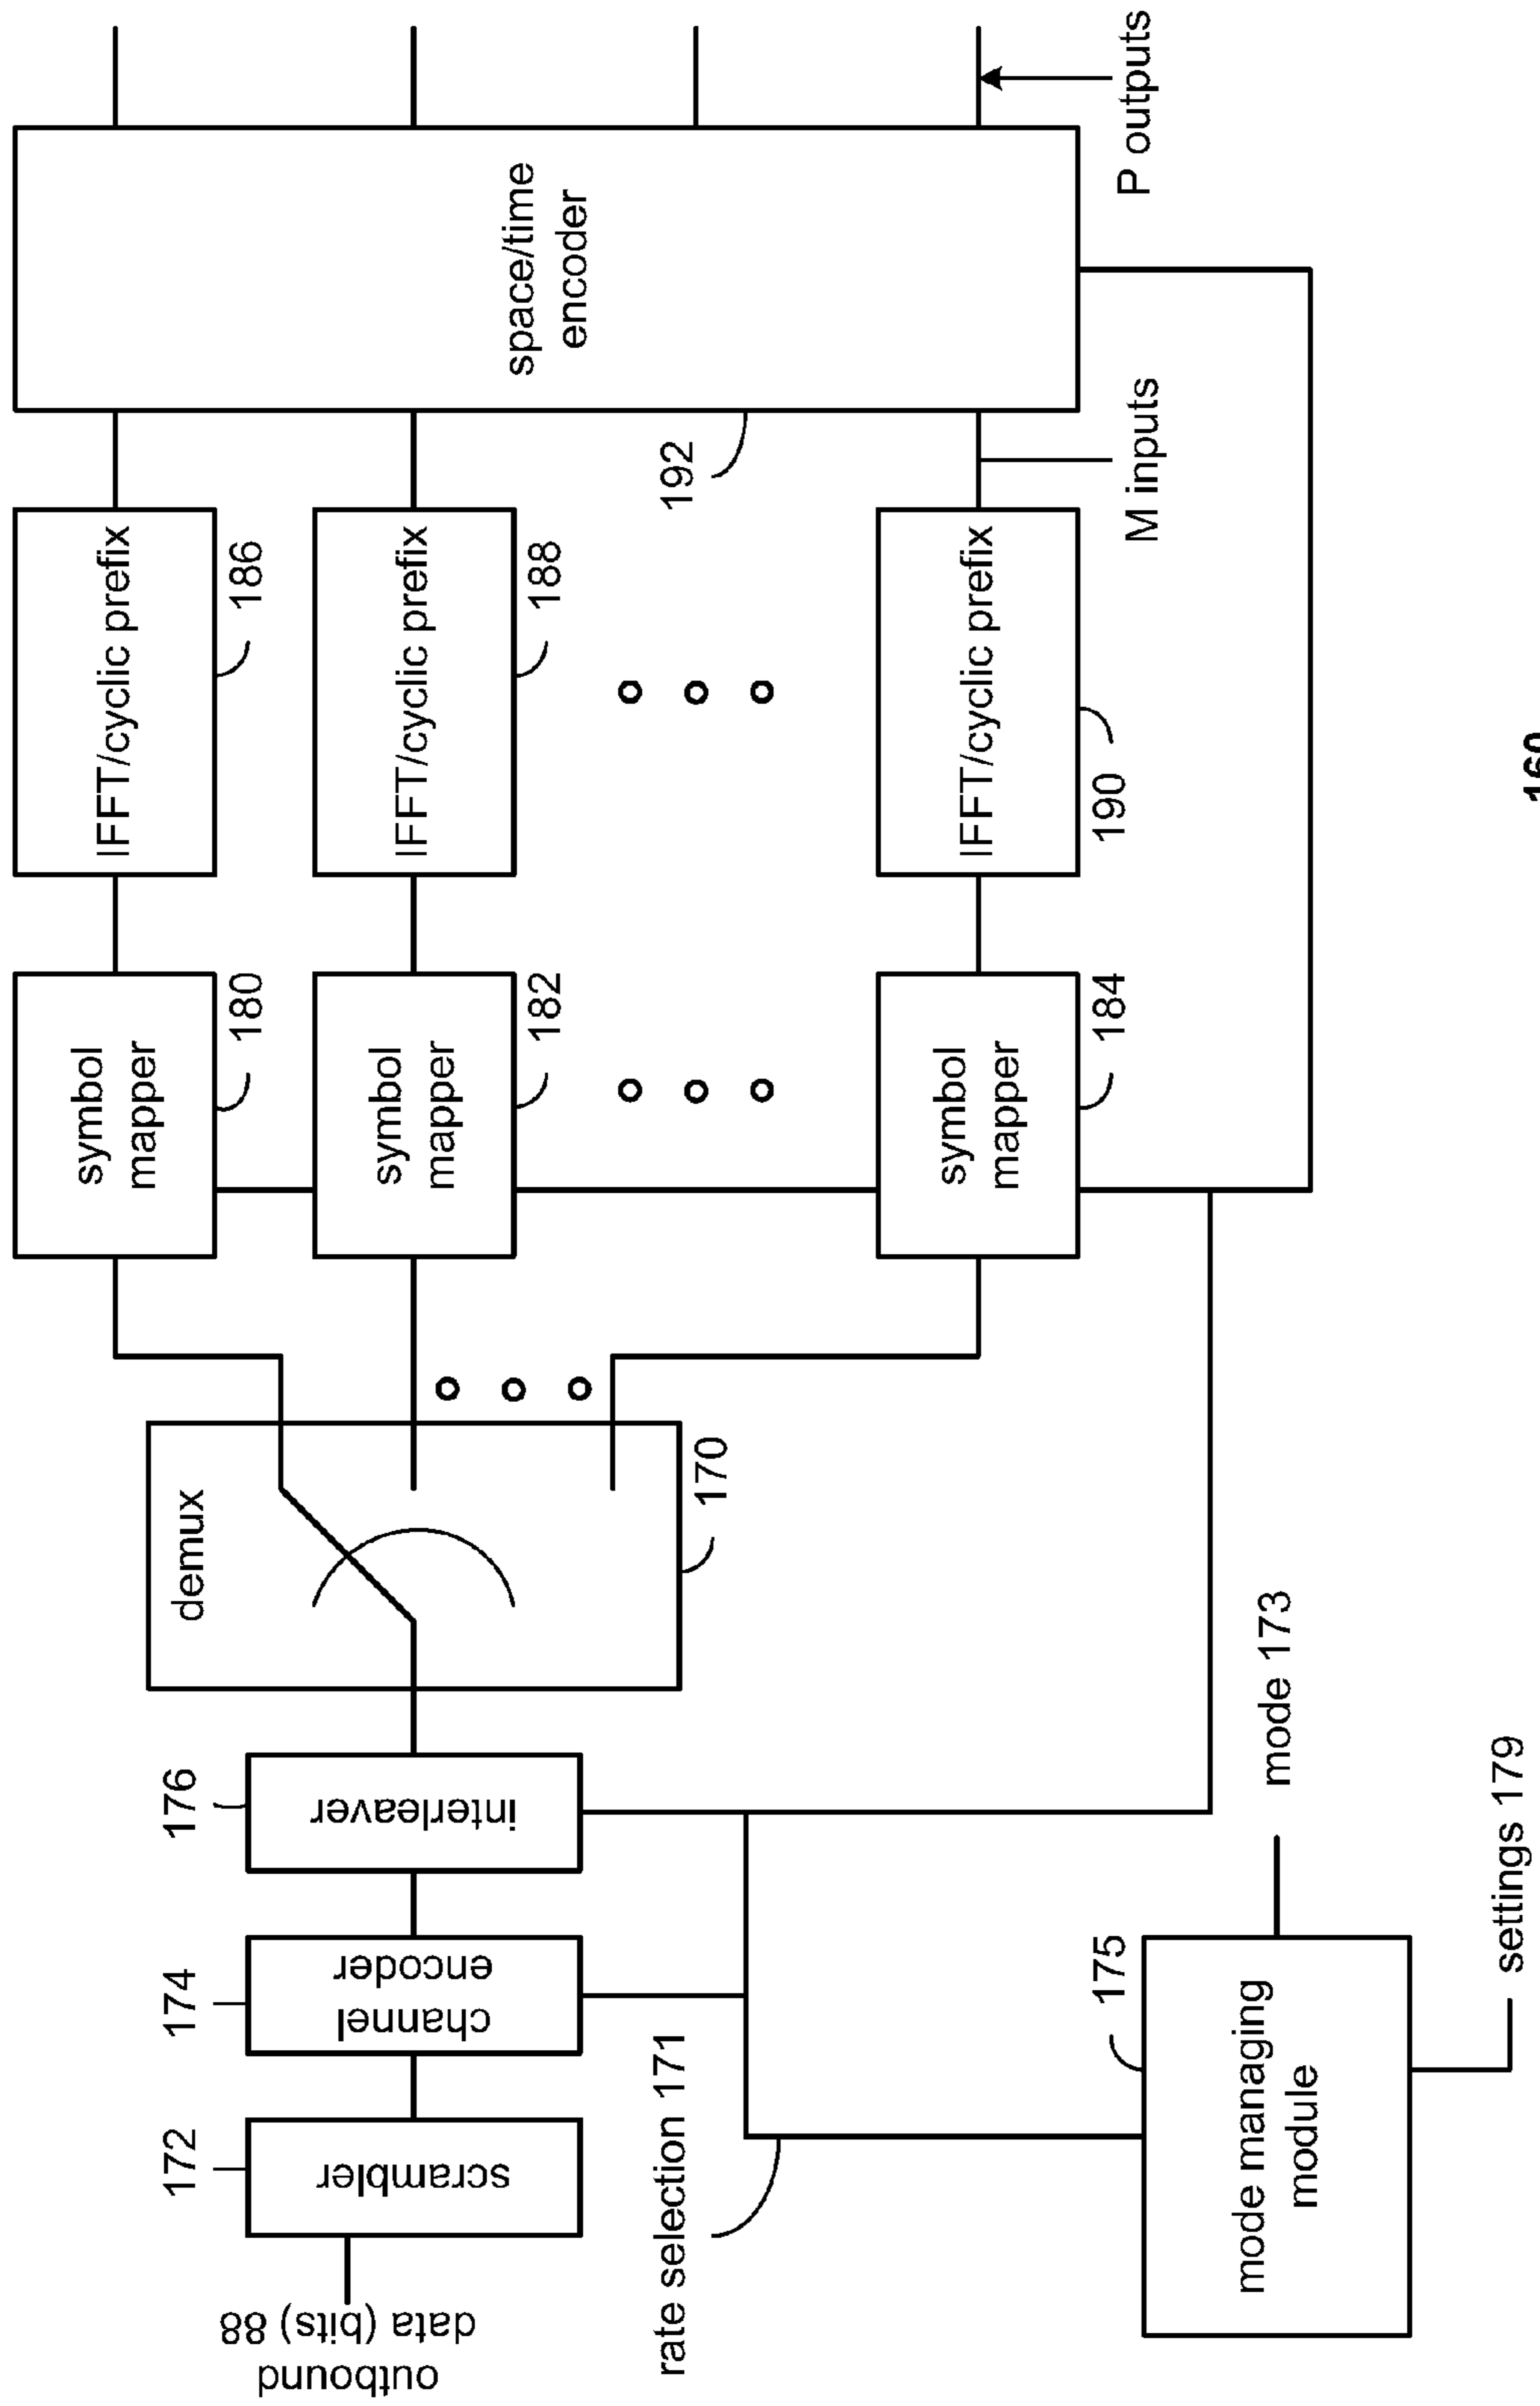 outbound
data (bits) 88
172
scrambler
174
channel
encoder
176
interleaver
demux
170
symbol
mapper
180
symbol
mapper
182
symbol
mapper
184
IFFT/cyclic prefix
186
IFFT/cyclic prefix
188
IFFT/cyclic prefix
190
192
M inputs
space/time
encoder
P outputs
rate selection 171
175
mode managing
module
mode 173
settings 179
160